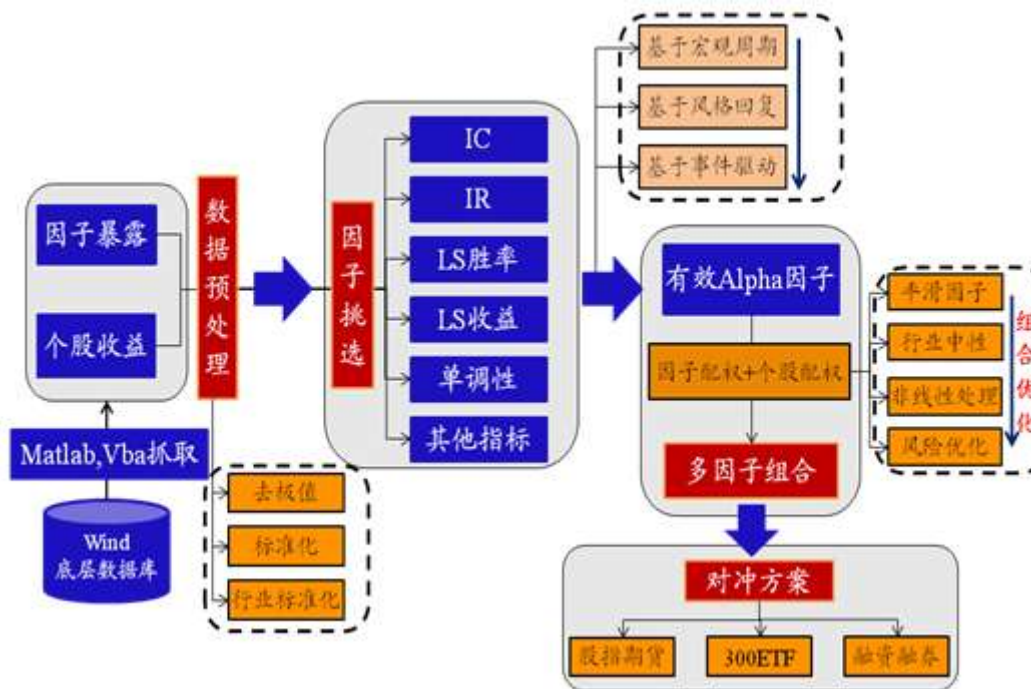 因子暴露
个股收益
Matlab,Vba抓取
Wind
底层数据库
数据预处理
去极值
标准化
行业标准化
因子挑选
IC
IR
LS胜率
LS收益
单调性
其他指标
基于宏观周期
基于风格回复
基于事件驱动
有效Alpha因子
因子配权+个股配权
多因子组合
平滑因子
行业中性
非线性处理
风险优化
组合优化
对冲方案
股指期货
300ETF
融资融券